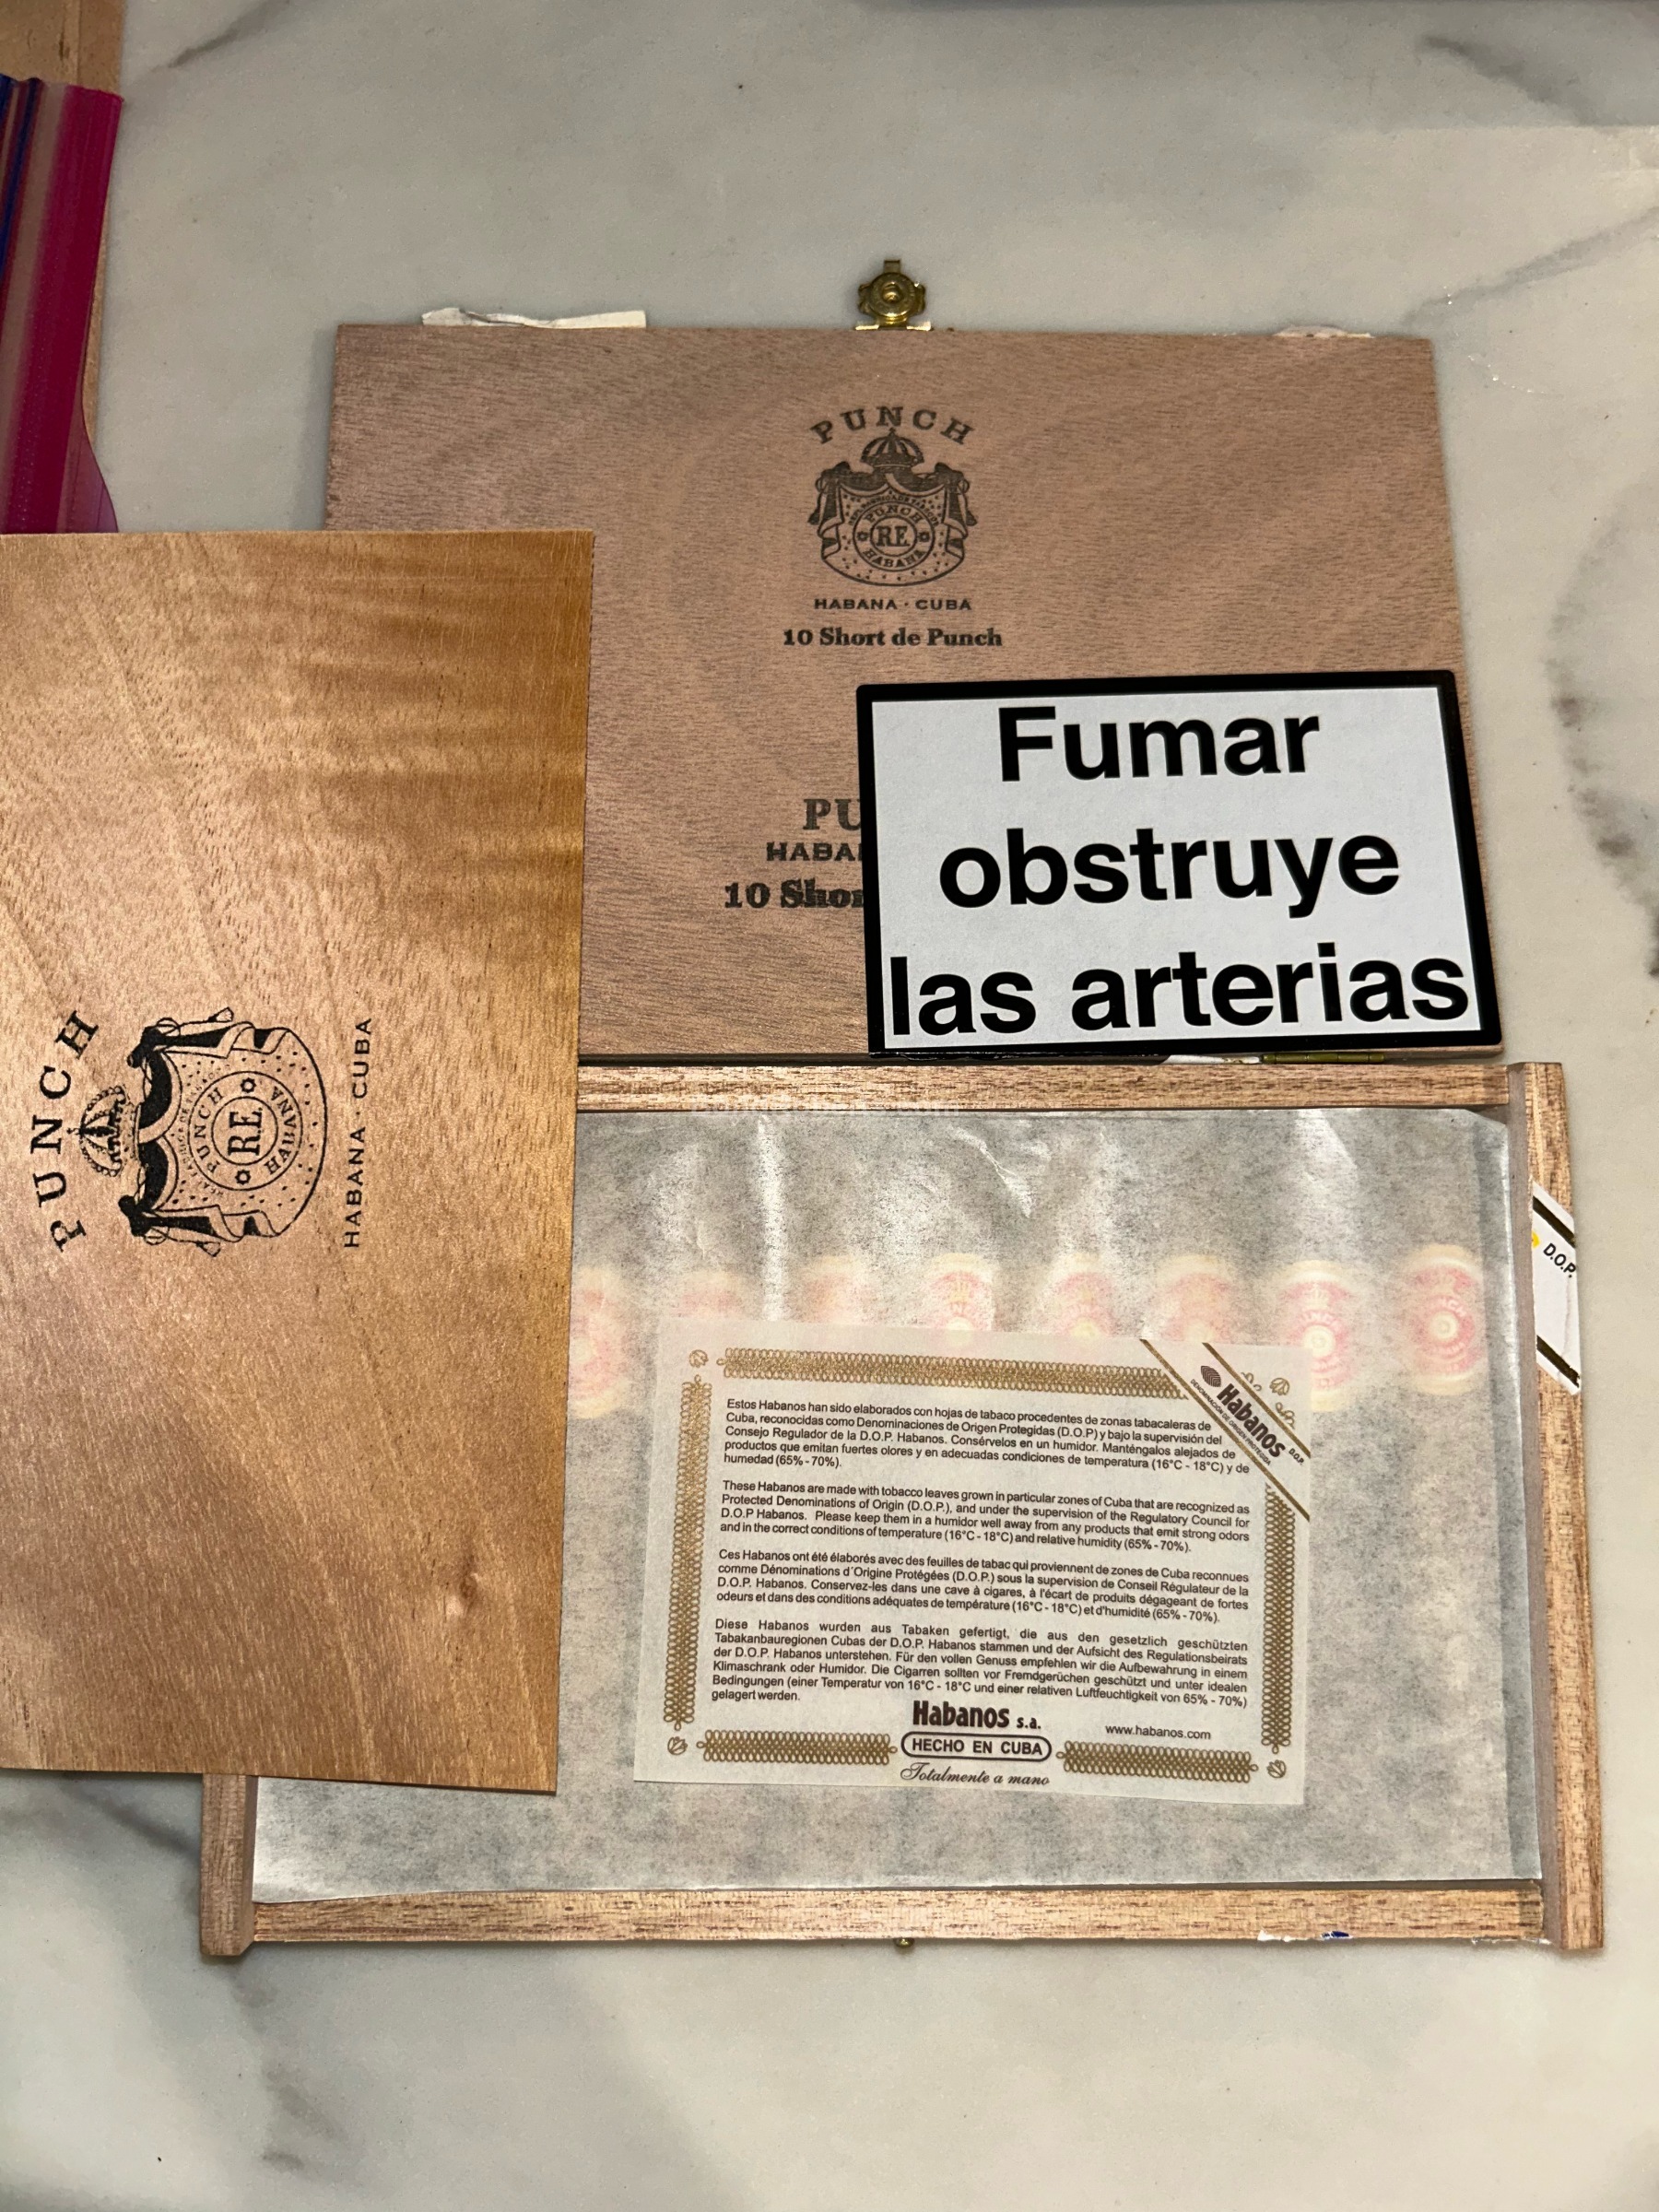 PUNCH
PUNCH
RE
HABANA
HABANA · CUBA
10 Short de Punch
PU
HABA
10 Shor
Fumar
obstruye
las arterias
PUNCH
PUNCH
RE
HABANA
HABANA · CUBA
D.O.P.
Habanos D.O.P.
DENOMINACIÓN DE ORIGEN PROTEGIDA
Estos Habanos han sido elaborados con hojas de tabaco procedentes de zonas tabacaleras de
Cuba, reconocidas como Denominaciones de Origen Protegidas (D.O.P) y bajo la supervisión del
Consejo Regulador de la D.O.P. Habanos. Consérvelos en un humidor. Manténgalos alejados de
productos que emitan fuertes olores y en adecuadas condiciones de temperatura (16°C - 18°C) y de
humedad (65% - 70%).
These Habanos are made with tobacco leaves grown in particular zones of Cuba that are recognized as
Protected Denominations of Origin (D.O.P.), and under the supervision of the Regulatory Council for
D.O.P Habanos. Please keep them in a humidor well away from any products that emit strong odors
and in the correct conditions of temperature (16°C - 18°C) and relative humidity (65% - 70%).
Ces Habanos ont été élaborés avec des feuilles de tabac qui proviennent de zones de Cuba reconnues
comme Dénominations d´Origine Protégées (D.O.P.) sous la supervision de Conseil Régulateur de la
D.O.P. Habanos. Conservez-les dans une cave à cigares, à l'écart de produits dégageant de fortes
odeurs et dans des conditions adéquates de température (16°C - 18°C) et d'humidité (65% - 70%).
Diese Habanos wurden aus Tabaken gefertigt, die aus den gesetzlich geschützten
Tabakanbauregionen Cubas der D.O.P. Habanos stammen und der Aufsicht des Regulationsbeirats
der D.O.P. Habanos unterstehen. Für den vollen Genuss empfehlen wir die Aufbewahrung in einem
Klimaschrank oder Humidor. Die Cigarren sollten vor Fremdgerüchen geschützt und unter idealen
Bedingungen (einer Temperatur von 16°C - 18°C und einer relativen Luftfeuchtigkeit von 65% - 70%)
gelagert werden.
Habanos s.a.
www.habanos.com
HECHO EN CUBA
Totalmente a mano